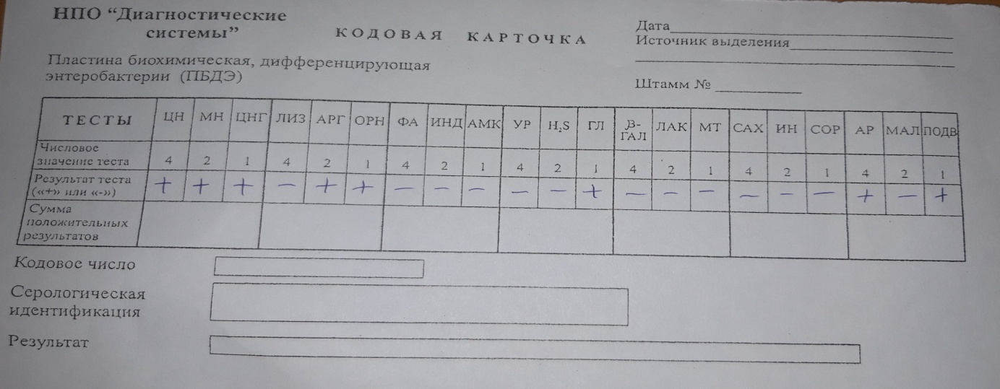 НПО “Диагностические
системы”
КОДОВАЯ КАРТОЧКА
Дата
Источник выделения
Пластина биохимическая, дифференцирующая
энтеробактерии (ПБДЭ)
Штамм №
ТЕСТЫ ЦН МН ЦНГ ЛИЗ АРГ ОРН ФА ИНД АМК УР H₂S ГЛ β-ГАЛ ЛАК МТ САХ ИН СОР АР МАЛ ПОДВ
Числовое
значение теста 4 2 1 4 2 1 4 2 1 4 2 1 4 2 1 4 2 1 4 2 1
Результат теста
(«+» или «-») + + + − + + − − − − − + − − − − − − + − +
Сумма
положительных
результатов
Кодовое число
Серологическая
идентификация
Результат